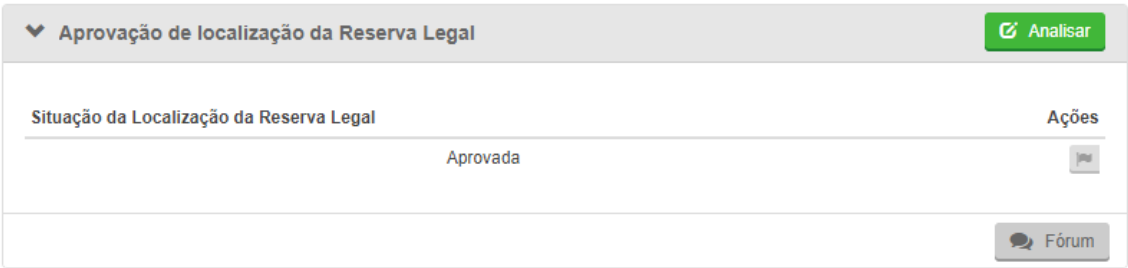 Aprovação de localização da Reserva Legal
Analisar
Situação da Localização da Reserva Legal Ações
Aprovada
Fórum